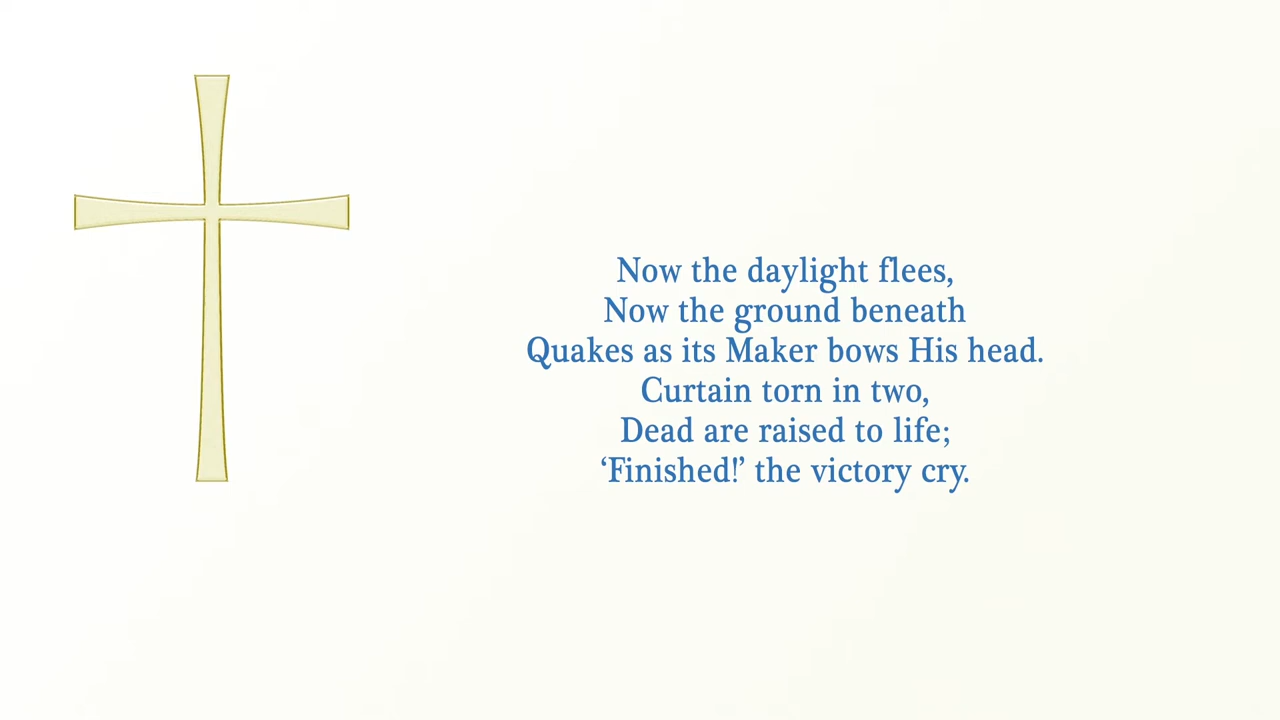 Now the daylight flees,
Now the ground beneath
Quakes as its Maker bows His head.
Curtain torn in two,
Dead are raised to life;
‘Finished!’ the victory cry.